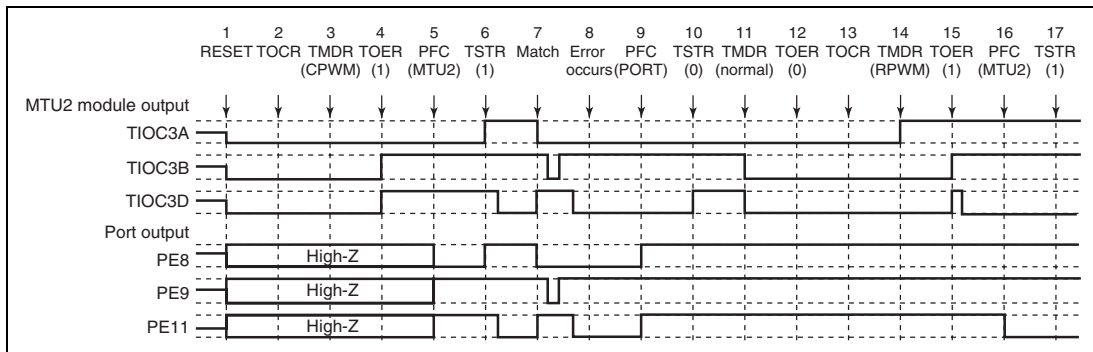 1 2 3 4 5 6 7 8 9 10 11 12 13 14 15 16 17
RESET TOCR TMDR TOER PFC TSTR Match Error PFC TSTR TMDR TOER TOCR TMDR TOER PFC TSTR
(CPWM) (1) (MTU2) (1) occurs (PORT) (0) (normal) (0) (RPWM) (1) (MTU2) (1)
MTU2 module output
TIOC3A
TIOC3B
TIOC3D
Port output
PE8 High-Z
PE9 High-Z
PE11 High-Z